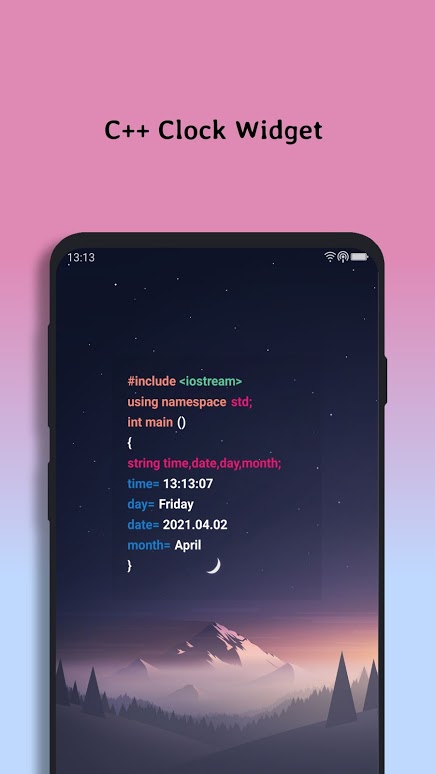 C++ Clock Widget
13:13
#include <iostream>
using namespace std;
int main ()
{
string time,date,day,month;
time= 13:13:07
day= Friday
date= 2021.04.02
month= April
}